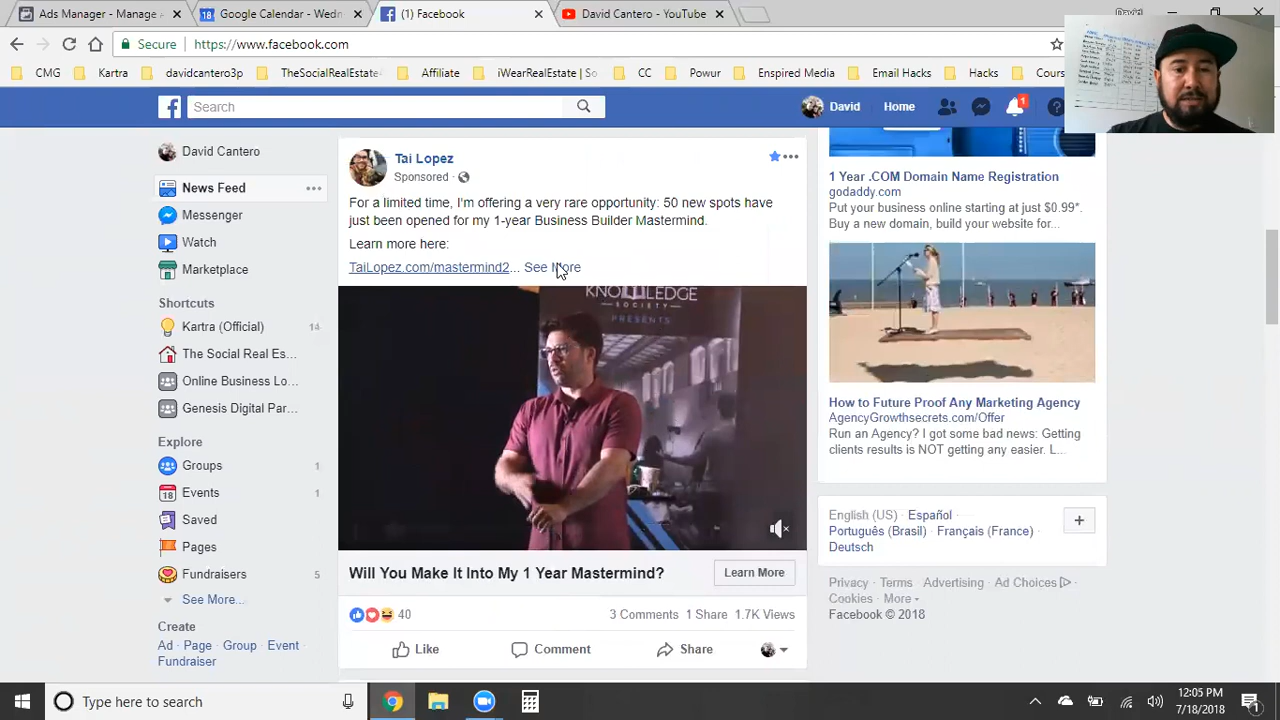 Ads Manager - Manage Ads -
Google Calendar - Wedn
(1) Facebook
David Cantero - YouTube
Secure
https://www.facebook.com
CMG
Kartra
davidcantero3p
TheSocialRealEstate
iWearRealEstate | S
Enspired Media
Email Hacks
Hacks
Search
David
Home
1
David Cantero
News Feed
Messenger
Watch
Marketplace
Shortcuts
Kartra (Official) 14
The Social Real Es...
Online Business Lo...
Genesis Digital Par...
Explore
Groups 1
Events 1
Saved
Pages
Fundraisers 5
See More...
Create
Ad · Page · Group · Event ·
Fundraiser
Tai Lopez
Sponsored ·
For a limited time, I'm offering a very rare opportunity: 50 new spots have
just been opened for my 1-year Business Builder Mastermind.
Learn more here:
TaiLopez.com/mastermind2... See More
KNOWLEDGE
SOCIETY
PRESENTS
Will You Make It Into My 1 Year Mastermind?
Learn More
40
3 Comments 1 Share 1.7K Views
Like
Comment
Share
1 Year .COM Domain Name Registration
godaddy.com
Put your business online starting at just $0.99*.
Buy a new domain, build your website for...
How to Future Proof Any Marketing Agency
AgencyGrowthsecrets.com/Offer
Run an Agency? I got some bad news: Getting
clients results is NOT getting any easier. L...
English (US) · Español ·
Português (Brasil) · Français (France) ·
Deutsch
Privacy · Terms · Advertising · Ad Choices ·
Cookies · More
Facebook © 2018
Type here to search
12:05 PM
7/18/2018
1